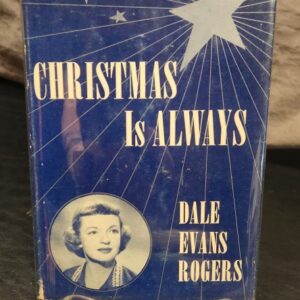 CHRISTMAS
Is ALWAYS
DALE
EVANS
ROGERS